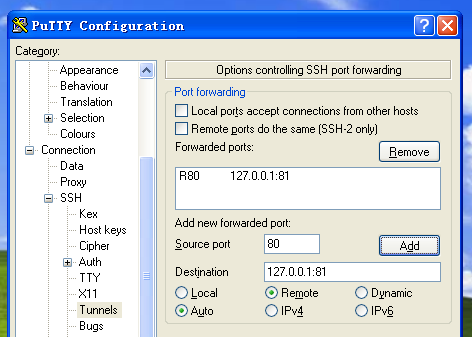 PuTTY Configuration
Category:
Appearance
Behaviour
Translation
Selection
Colours
Connection
Data
Proxy
SSH
Kex
Host keys
Cipher
Auth
TTY
X11
Tunnels
Bugs
Options controlling SSH port forwarding
Port forwarding
Local ports accept connections from other hosts
Remote ports do the same (SSH-2 only)
Forwarded ports: Remove
R80 127.0.0.1:81
Add new forwarded port:
Source port 80 Add
Destination 127.0.0.1:81
Local Remote Dynamic
Auto IPv4 IPv6